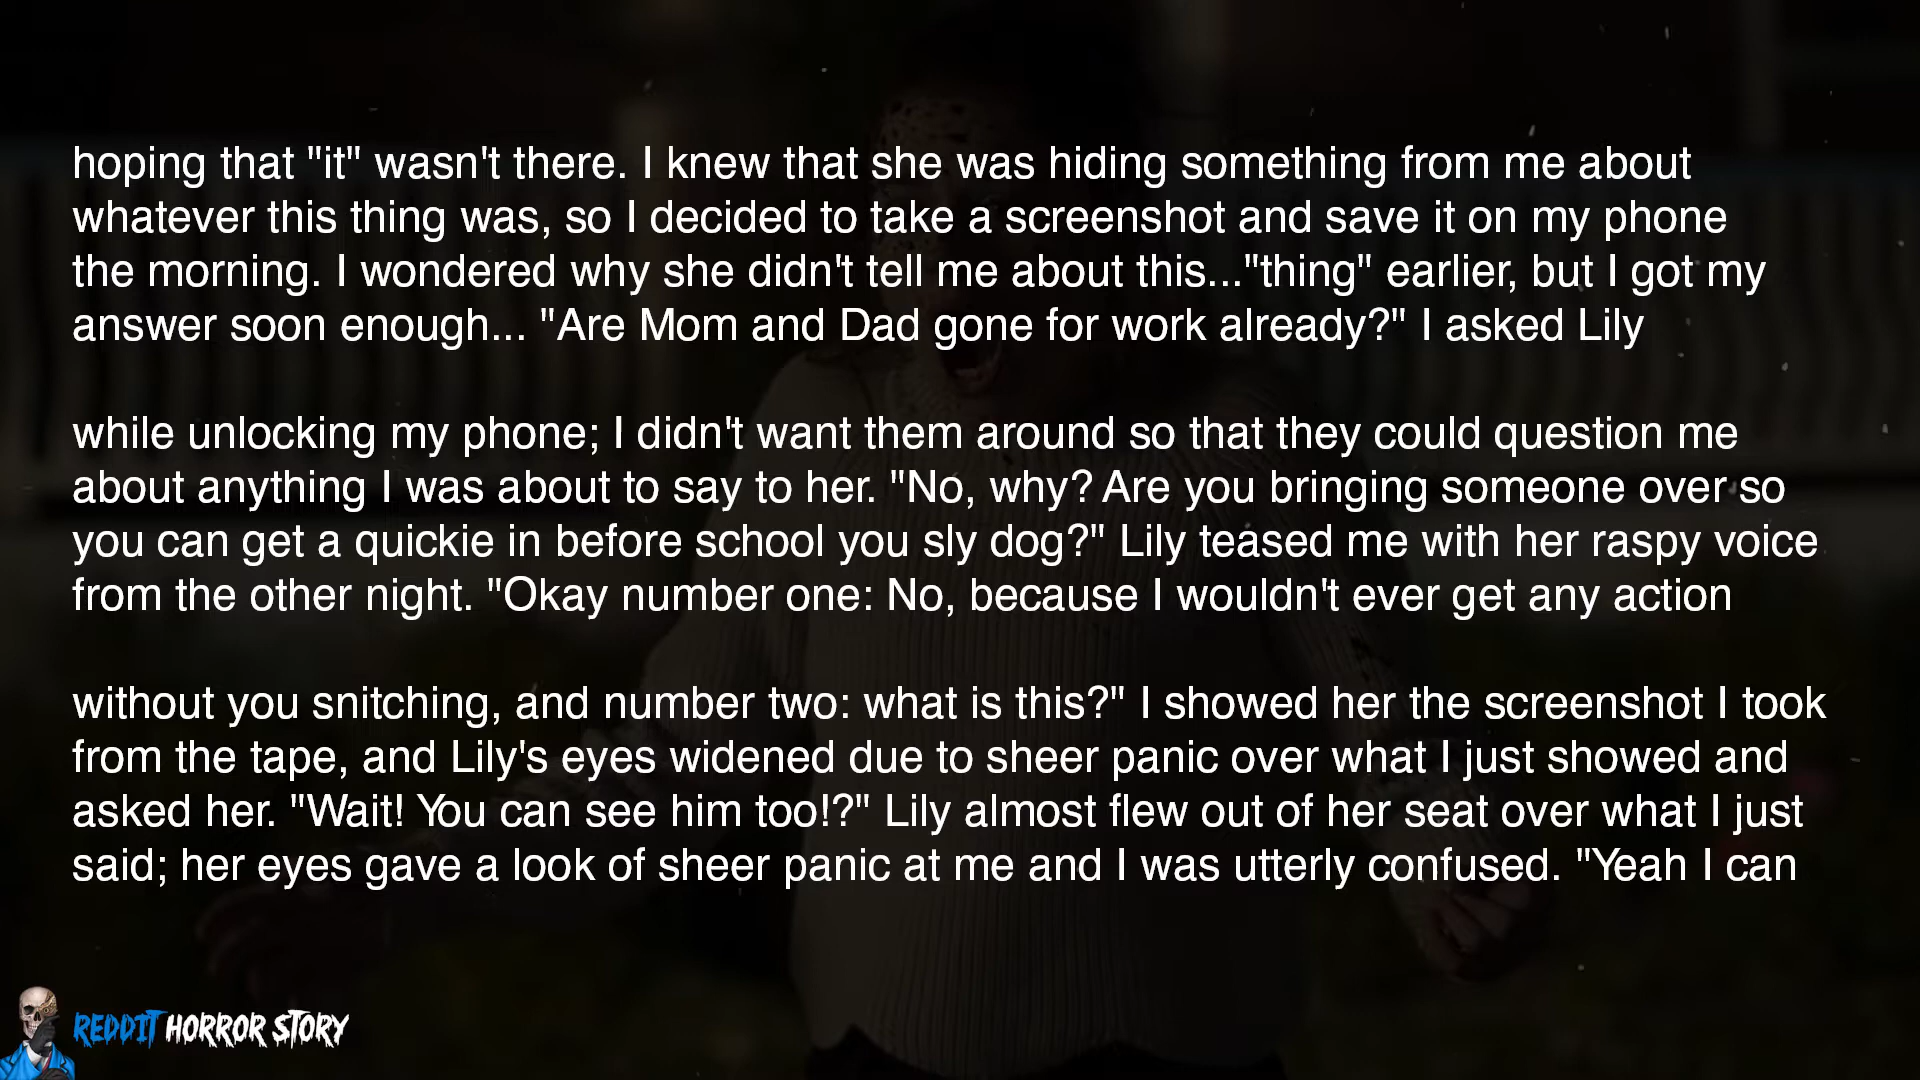 hoping that "it" wasn't there. I knew that she was hiding something from me about
whatever this thing was, so I decided to take a screenshot and save it on my phone
the morning. I wondered why she didn't tell me about this..."thing" earlier, but I got my
answer soon enough... "Are Mom and Dad gone for work already?" I asked Lily
while unlocking my phone; I didn't want them around so that they could question me
about anything I was about to say to her. "No, why? Are you bringing someone over so
you can get a quickie in before school you sly dog?" Lily teased me with her raspy voice
from the other night. "Okay number one: No, because I wouldn't ever get any action
without you snitching, and number two: what is this?" I showed her the screenshot I took
from the tape, and Lily's eyes widened due to sheer panic over what I just showed and
asked her. "Wait! You can see him too!?" Lily almost flew out of her seat over what I just
said; her eyes gave a look of sheer panic at me and I was utterly confused. "Yeah I can
REDDIT HORROR STORY